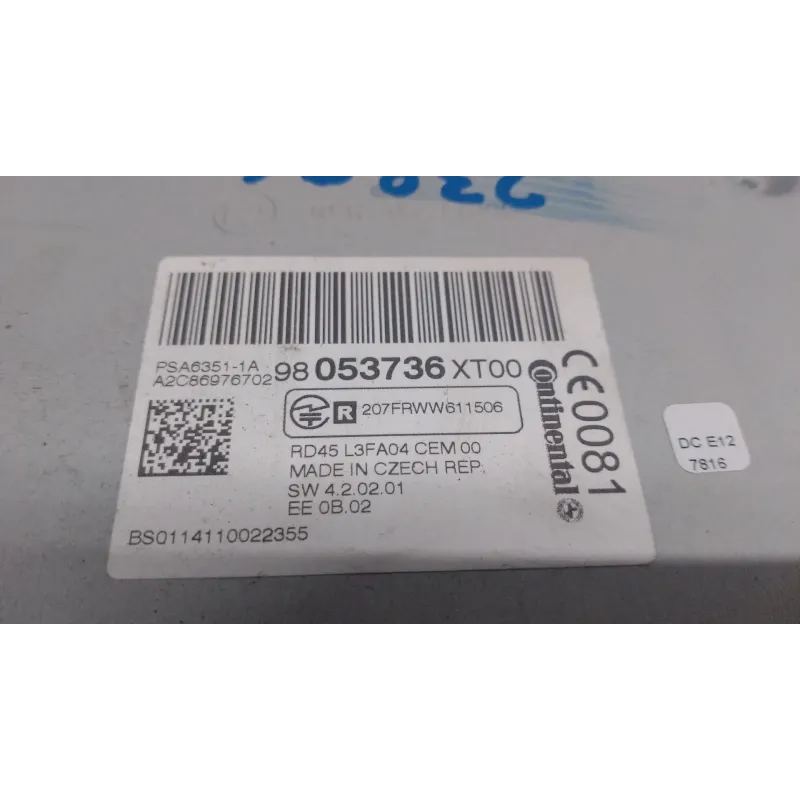 PSA6351-1A
A2C86976702
98 053736 XT00
R 207FRWW611506
RD45 L3FA04 CEM 00
MADE IN CZECH REP.
SW 4.2.02.01
EE 0B.02
BS0114110022355
Continental
CE0081
DC E12
7816